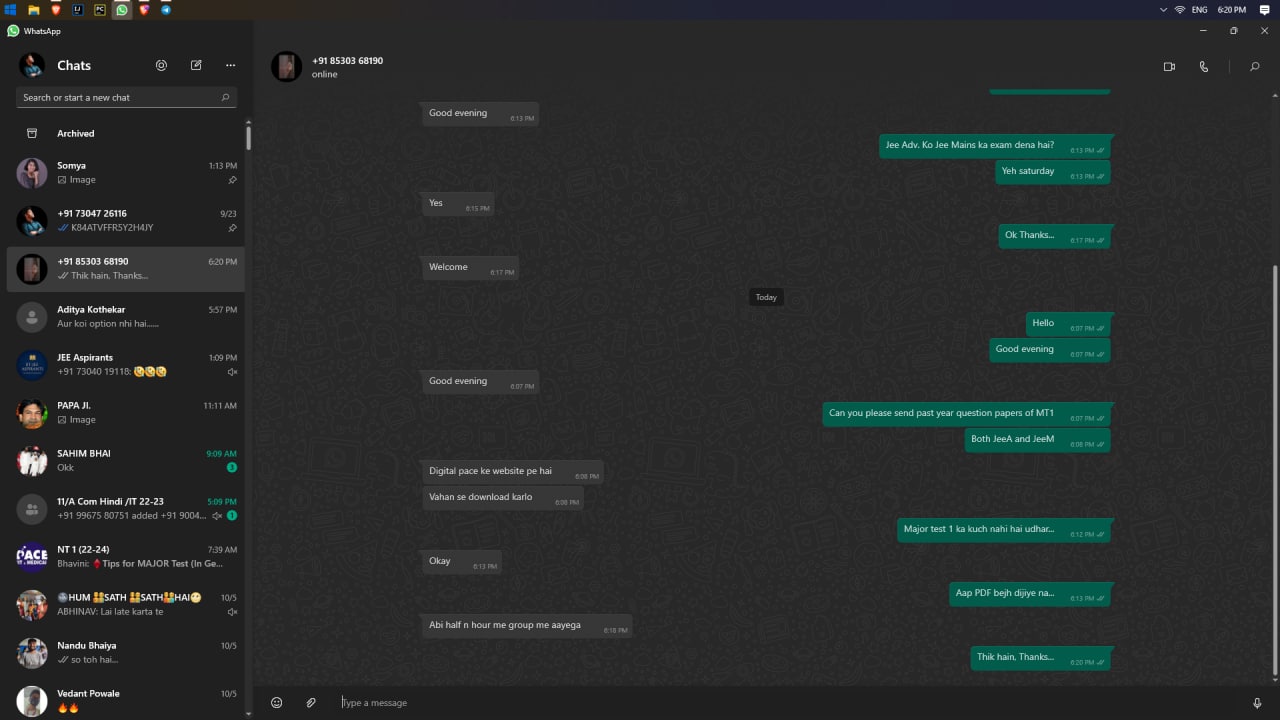 ENG
6:20 PM
WhatsApp
Chats
Search or start a new chat
Archived
Somya
1:13 PM
Image
+91 73047 26116
9/23
K84ATVFFRSY2H4JY
+91 85303 68190
6:20 PM
Thik hain, Thanks...
Aditya Kothekar
5:57 PM
Aur koi option nhi hai......
JEE Aspirants
1:09 PM
+91 73040 19118: 🤣🤣🤣
PAPA JI.
11:11 AM
Image
SAHIM BHAI
9:09 AM
Okk
3
11/A Com Hindi /IT 22-23
5:09 PM
+91 99675 80751 added +91 9004...
1
NT 1 (22-24)
7:39 AM
Bhavini: Tips for MAJOR Test (In Ge...
HUM SATH SATH HAI
10/5
ABHINAV: Lai late karta te
Nandu Bhaiya
10/5
so toh hai...
Vedant Powale
10/5
🔥🔥
+91 85303 68190
online
Good evening
6:13 PM
Jee Adv. Ko Jee Mains ka exam dena hai?
6:13 PM
Yeh saturday
6:13 PM
Yes
6:15 PM
Ok Thanks...
6:17 PM
Welcome
6:17 PM
Today
Hello
6:07 PM
Good evening
6:07 PM
Good evening
6:07 PM
Can you please send past year question papers of MT1
6:07 PM
Both JeeA and JeeM
6:08 PM
Digital pace ke website pe hai
6:08 PM
Vahan se download karlo
6:08 PM
Major test 1 ka kuch nahi hai udhar...
6:12 PM
Okay
6:13 PM
Aap PDF bejh dijiye na...
6:13 PM
Abi half n hour me group me aayega
6:18 PM
Thik hain, Thanks...
6:20 PM
Type a message